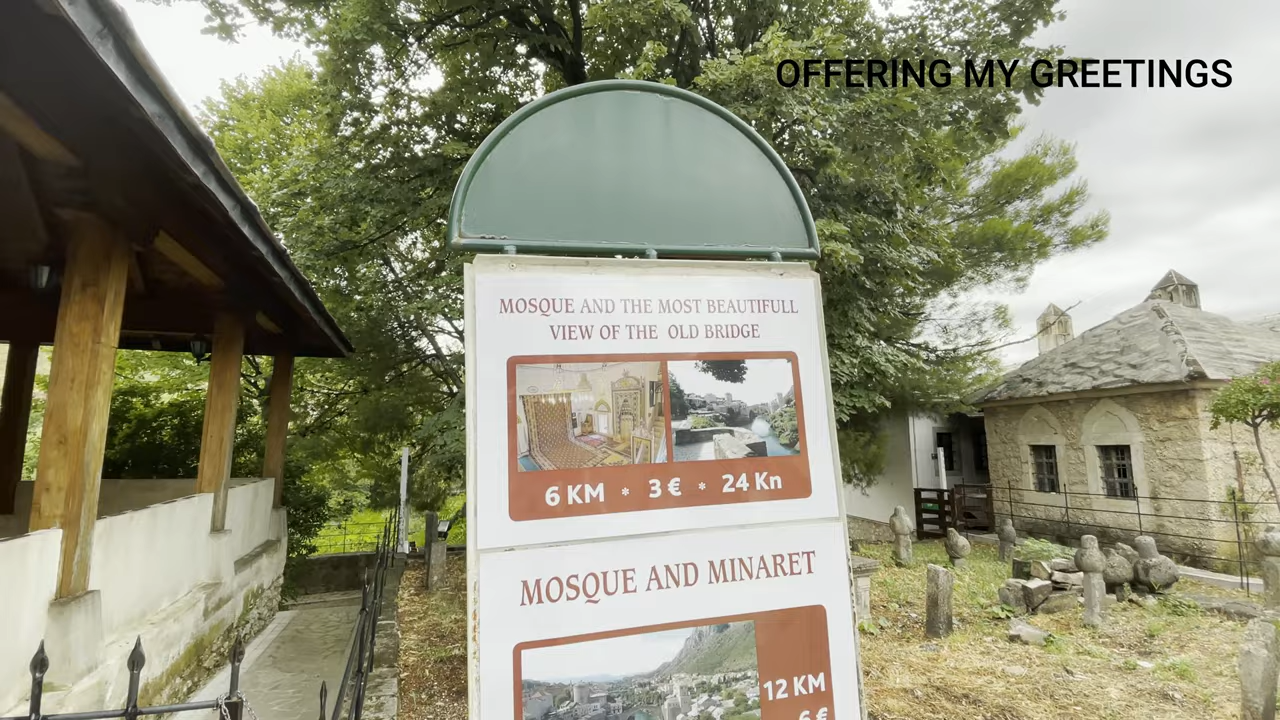 OFFERING MY GREETINGS
MOSQUE AND THE MOST BEAUTIFULL
VIEW OF THE OLD BRIDGE
6 KM * 3 € * 24 Kn
MOSQUE AND MINARET
12 KM
6 €